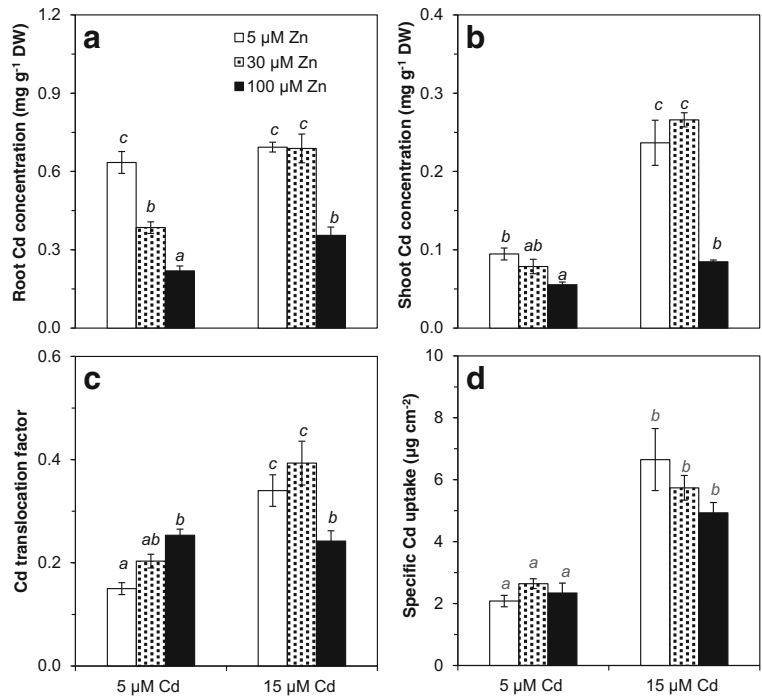 a
5 µM Zn
30 µM Zn
100 µM Zn
Root Cd concentration (mg g⁻¹ DW)
1.2
0.9
0.6
0.3
0.0
c
b
a
c
c
b
b
Shoot Cd concentration (mg g⁻¹ DW)
0.4
0.3
0.2
0.1
0.0
b
ab
a
c
c
b
c
Cd translocation factor
0.6
0.4
0.2
0.0
a
ab
b
c
c
b
5 µM Cd
15 µM Cd
d
Specific Cd uptake (µg cm⁻²)
10
8
6
4
2
0
a
a
a
b
b
b
5 µM Cd
15 µM Cd